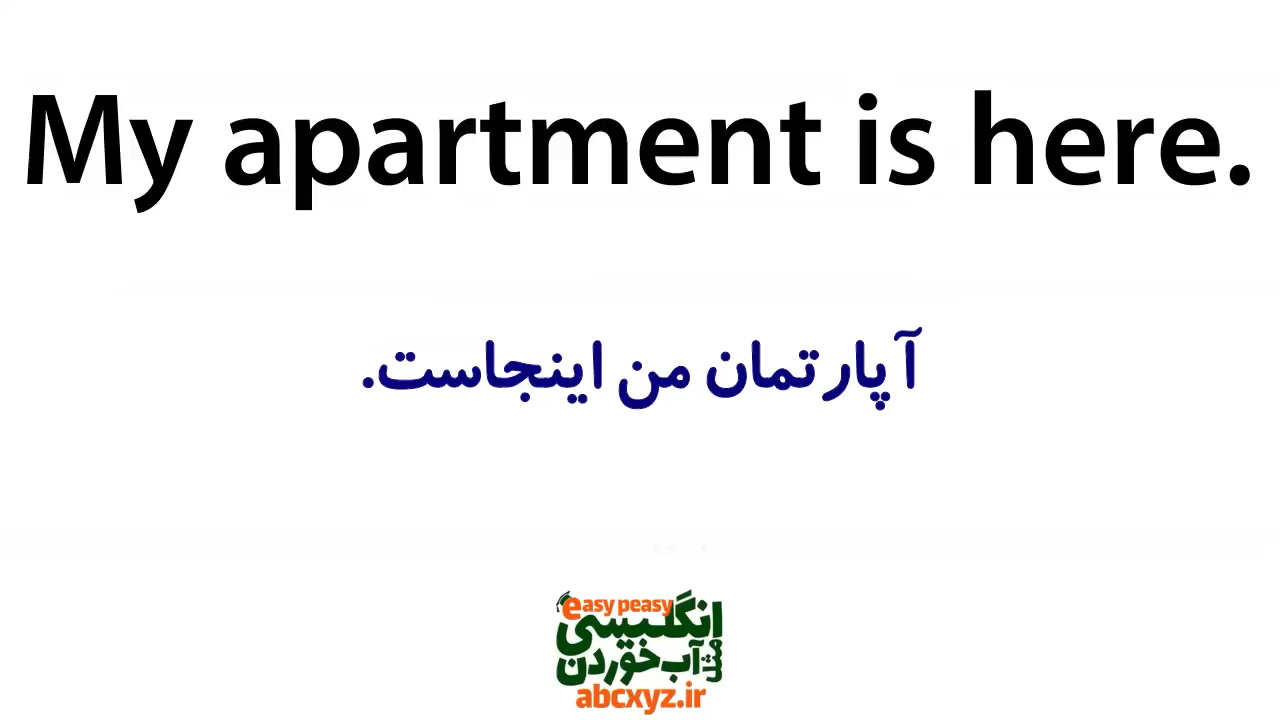 My apartment is here.
آپارتمان من اینجاست.
easy peasy
انگلیسی
مثل آب خوردن
abcxyz.ir